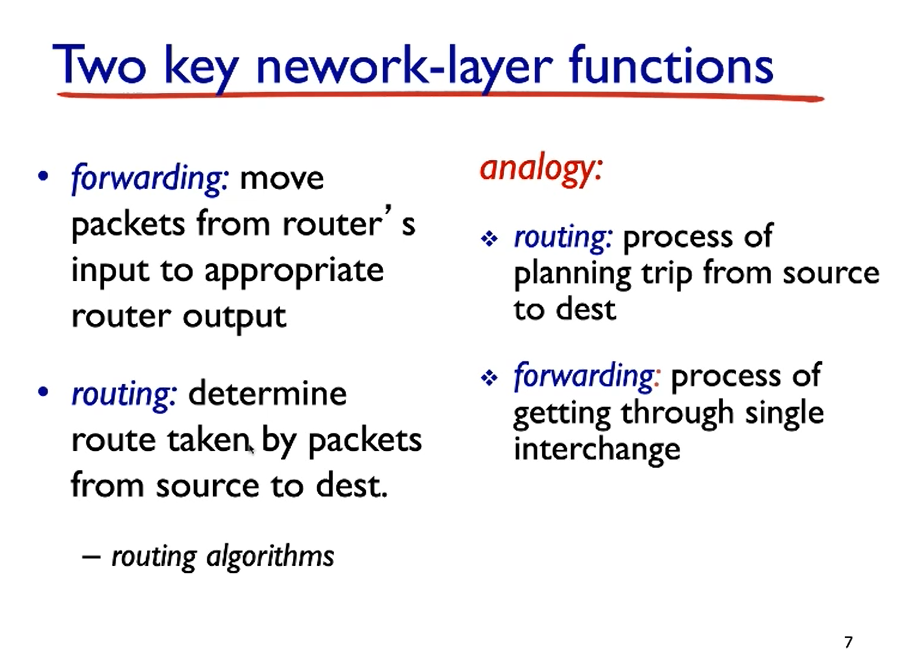 Two key nework-layer functions
• forwarding: move
packets from router’s
input to appropriate
router output
• routing: determine
route taken by packets
from source to dest.
– routing algorithms
analogy:
❖ routing: process of
planning trip from source
to dest
❖ forwarding: process of
getting through single
interchange
7